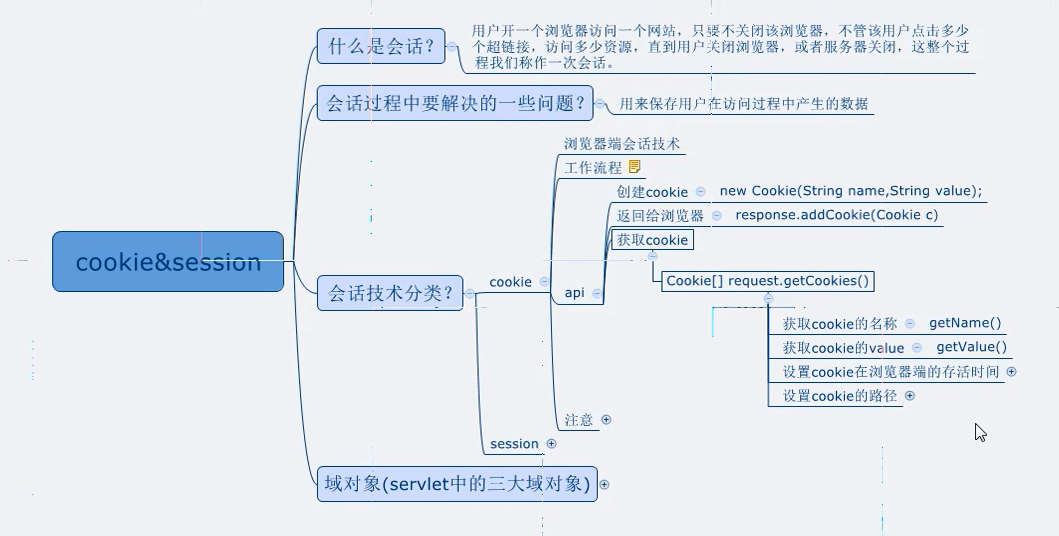 什么是会话？
用户开一个浏览器访问一个网站，只要不关闭该浏览器，不管该用户点击多少
个超链接，访问多少资源，直到用户关闭浏览器，或者服务器关闭，这整个过
程我们称作一次会话。
会话过程中要解决的一些问题？
用来保存用户在访问过程中产生的数据
浏览器端会话技术
工作流程
创建cookie
new Cookie(String name,String value);
返回给浏览器
response.addCookie(Cookie c)
获取cookie
cookie&session
Cookie[] request.getCookies()
会话技术分类？
cookie
api
获取cookie的名称
getName()
获取cookie的value
getValue()
设置cookie在浏览器端的存活时间
设置cookie的路径
注意
session
域对象(servlet中的三大域对象)